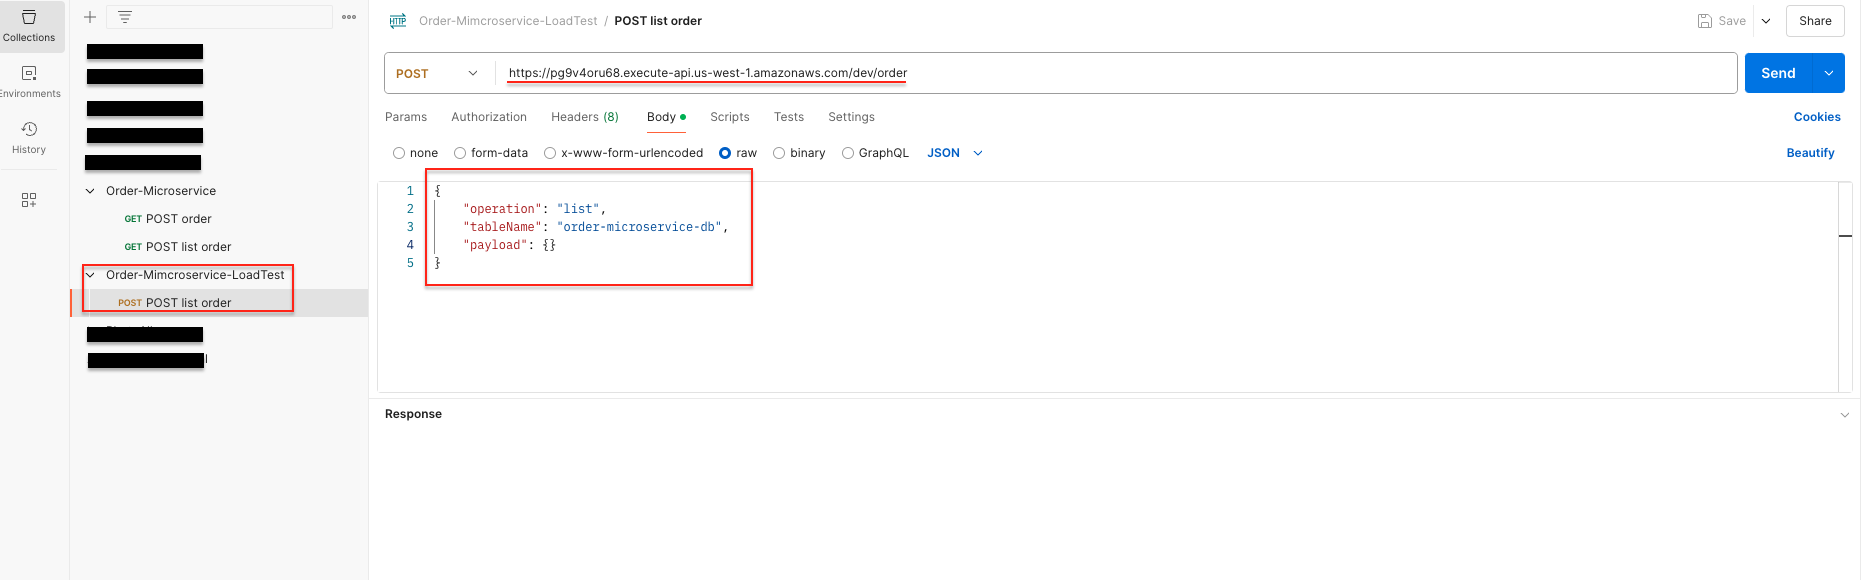 Collections
Environments
History
Order-Microservice
GET POST order
GET POST list order
Order-Mimcroservice-LoadTest
POST POST list order
HTTP Order-Mimcroservice-LoadTest / POST list order
Save
Share
POST
https://pg9v4oru68.execute-api.us-west-1.amazonaws.com/dev/order
Send
Params Authorization Headers (8) Body Scripts Tests Settings
Cookies
none form-data x-www-form-urlencoded raw binary GraphQL JSON
Beautify
1 {
2 "operation": "list",
3 "tableName": "order-microservice-db",
4 "payload": {}
5 }
Response